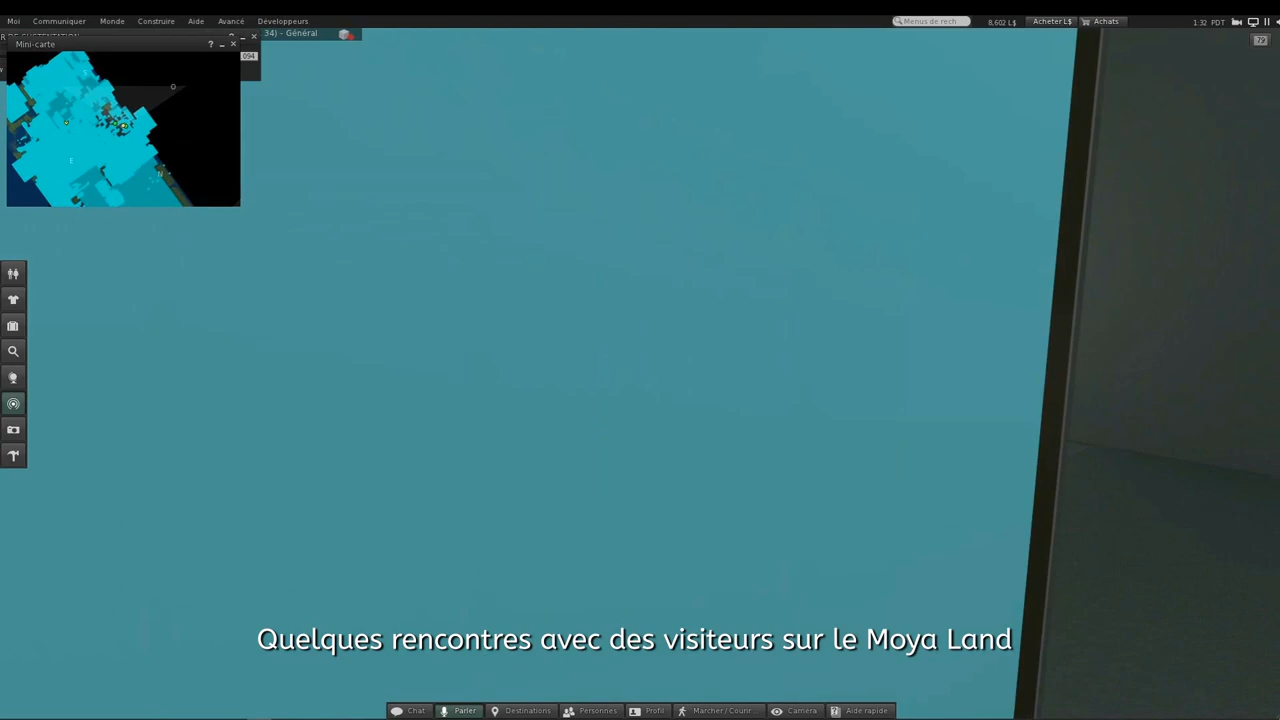 Moi Communiquer Monde Construire Aide Avancé Développeurs Menus de rech 8,602 L$ Acheter L$ Achats 1:32 PDT
34) - Général
Mini-carte ?
094
79
O
E
N
Quelques rencontres avec des visiteurs sur le Moya Land
Chat Parler Destinations Personnes Profil Marcher / Courir... Caméra Aide rapide